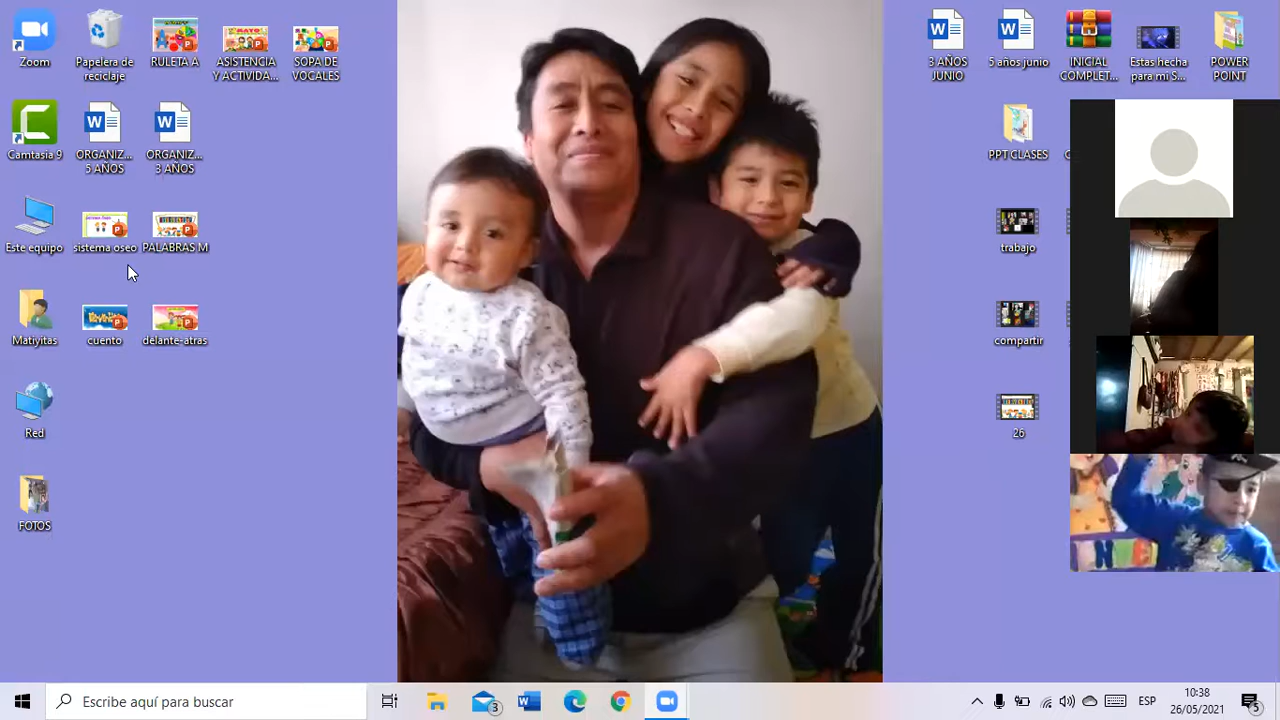 Zoom
Papelera de
reciclaje
RULETA A
ASISTENCIA
Y ACTIVIDA...
SOPA DE
VOCALES
3 AÑOS
JUNIO
5 años junio
INICIAL
COMPLET...
Estas hecha
para mi S...
POWER
POINT
Camtasia 9
ORGANIZ...
5 AÑOS
ORGANIZ...
3 AÑOS
PPT CLASES
Este equipo
sistema oseo
PALABRAS M
trabajo
Matiyitas
cuento
delante-atras
compartir
Red
26
FOTOS
Escribe aquí para buscar
3
ESP
10:38
26/05/2021
5